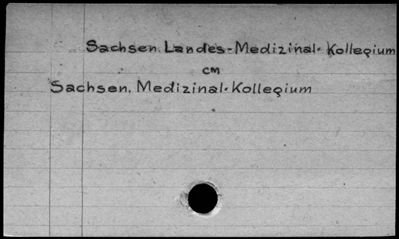 Sachsen. Landes-Medizinal-Kollegium
cm
Sachsen. Medizinal-Kollegium